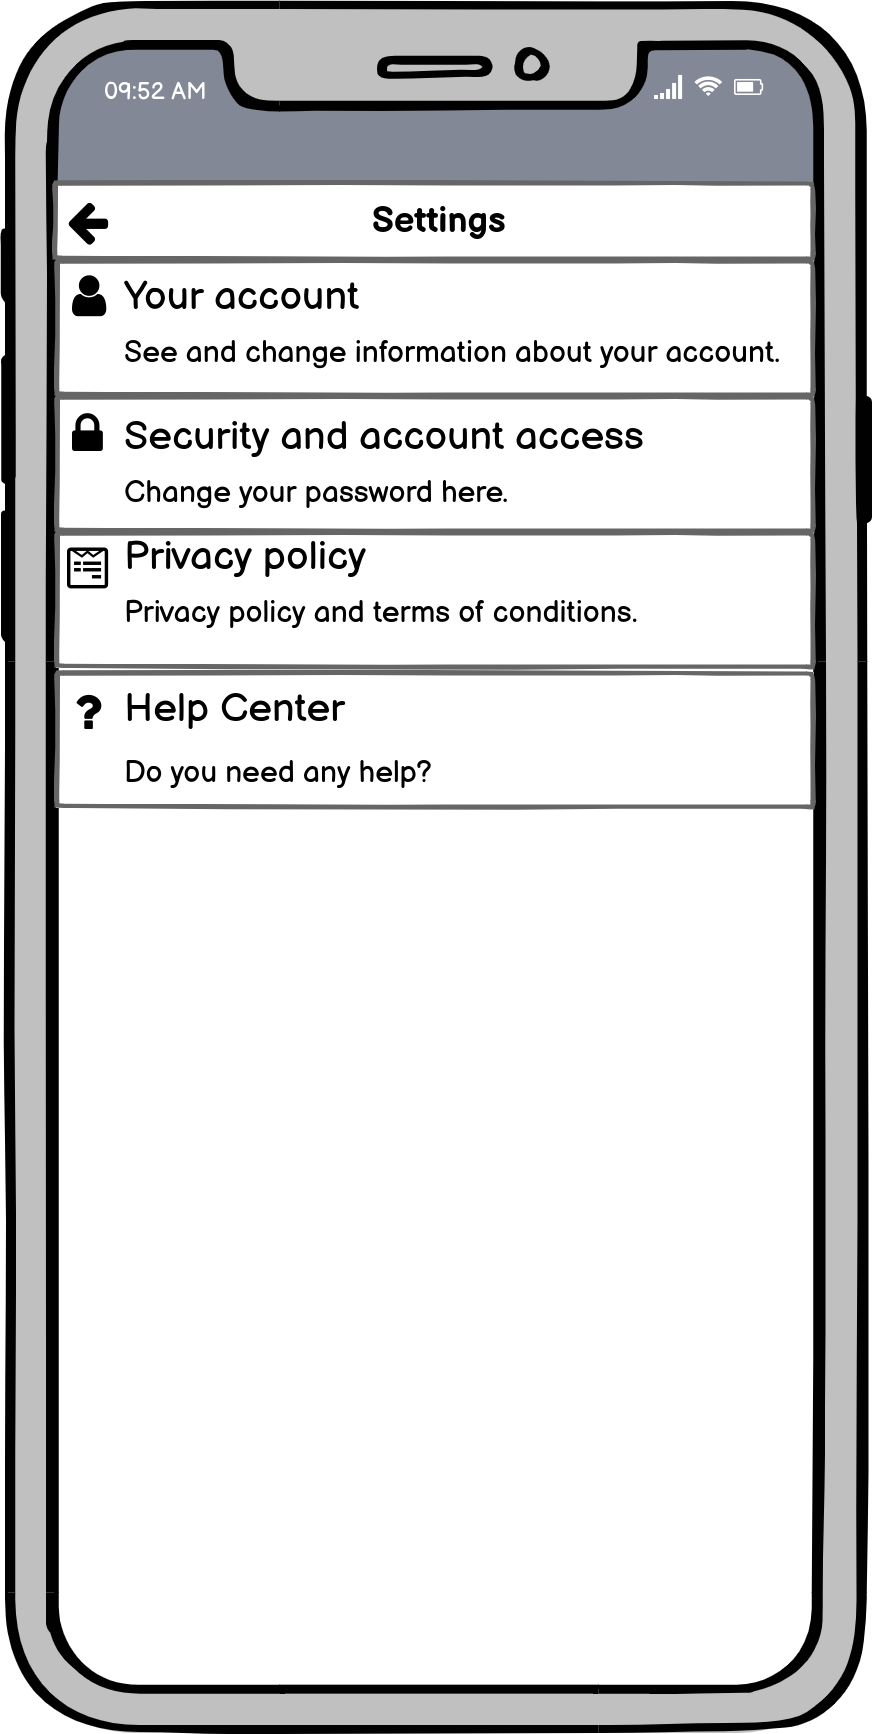 09:52 AM
Settings
Your account
See and change information about your account.
Security and account access
Change your password here.
Privacy policy
Privacy policy and terms of conditions.
Help Center
Do you need any help?